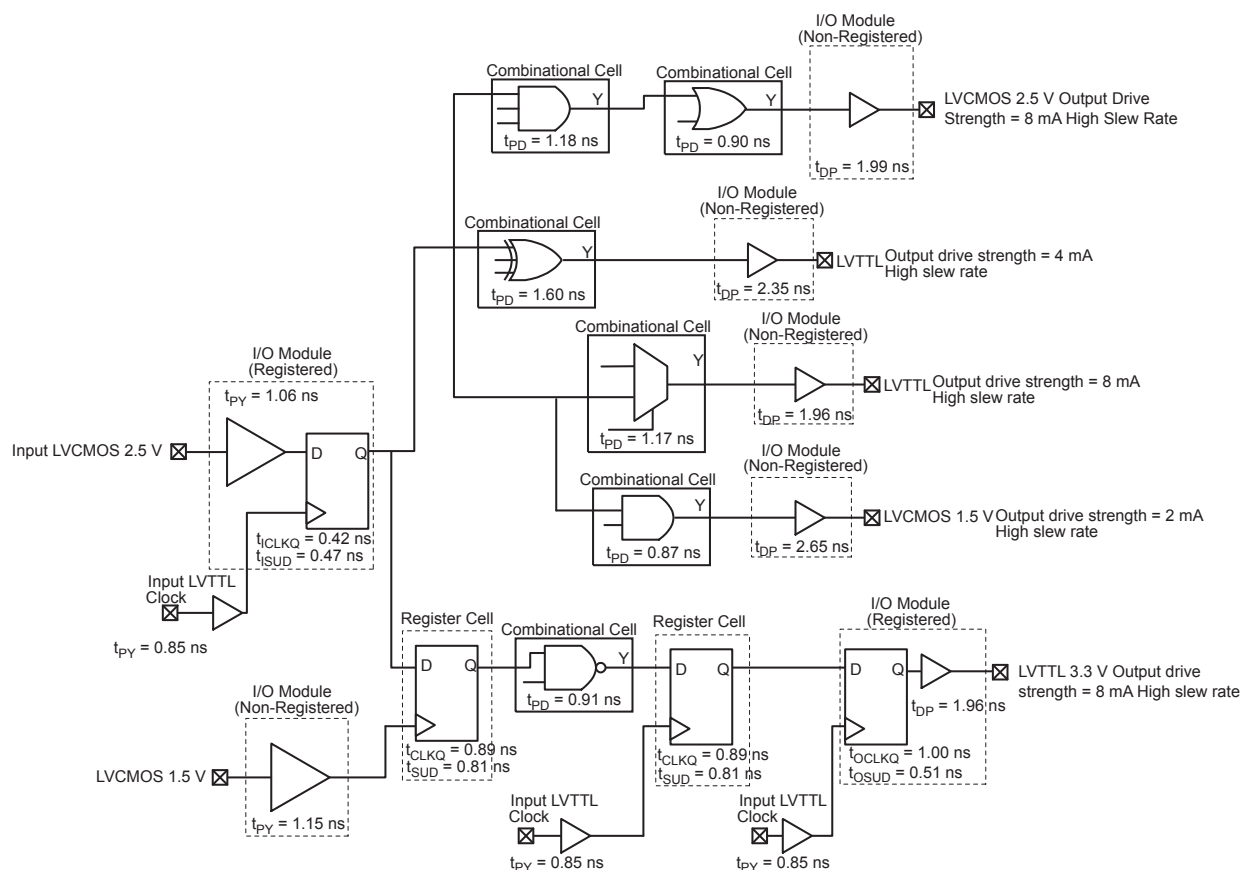 I/O Module
(Non-Registered)
Combinational Cell
Y
tPD = 1.18 ns
Combinational Cell
Y
tPD = 0.90 ns
tDP = 1.99 ns
LVCMOS 2.5 V Output Drive
Strength = 8 mA High Slew Rate
I/O Module
(Non-Registered)
Combinational Cell
Y
tPD = 1.60 ns
tDP = 2.35 ns
LVTTL Output drive strength = 4 mA
High slew rate
I/O Module
(Non-Registered)
Combinational Cell
Y
tPD = 1.17 ns
tDP = 1.96 ns
LVTTL Output drive strength = 8 mA
High slew rate
I/O Module
(Registered)
tPY = 1.06 ns
Input LVCMOS 2.5 V
D Q
tICLKQ = 0.42 ns
tISUD = 0.47 ns
Input LVTTL
Clock
tPY = 0.85 ns
I/O Module
(Non-Registered)
Combinational Cell
Y
tPD = 0.87 ns
tDP = 2.65 ns
LVCMOS 1.5 V Output drive strength = 2 mA
High slew rate
I/O Module
(Non-Registered)
LVCMOS 1.5 V
tPY = 1.15 ns
Register Cell
D Q
tCLKQ = 0.89 ns
tSUD = 0.81 ns
Combinational Cell
Y
tPD = 0.91 ns
Register Cell
D Q
tCLKQ = 0.89 ns
tSUD = 0.81 ns
Input LVTTL
Clock
tPY = 0.85 ns
I/O Module
(Registered)
D Q
tDP = 1.96 ns
tOCLKQ = 1.00 ns
tOSUD = 0.51 ns
LVTTL 3.3 V Output drive
strength = 8 mA High slew rate
Input LVTTL
Clock
tPY = 0.85 ns